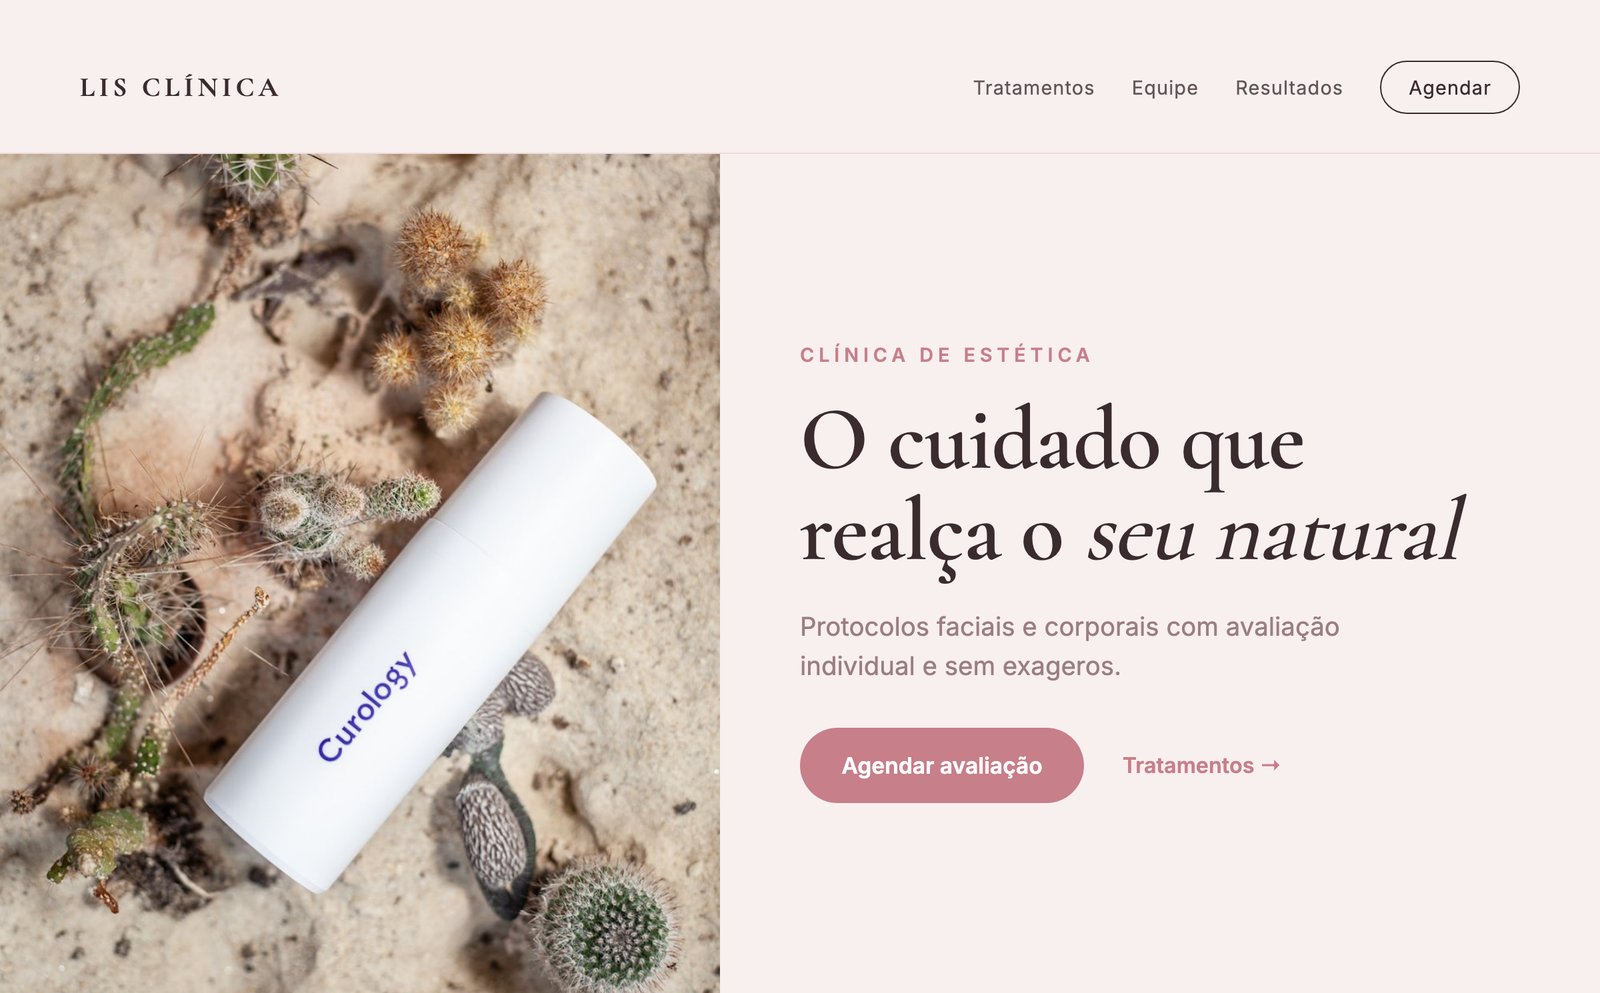 LIS CLÍNICA
Tratamentos
Equipe
Resultados
Agendar
Curology
CLÍNICA DE ESTÉTICA
O cuidado que
realça o seu natural
Protocolos faciais e corporais com avaliação
individual e sem exageros.
Agendar avaliação
Tratamentos →